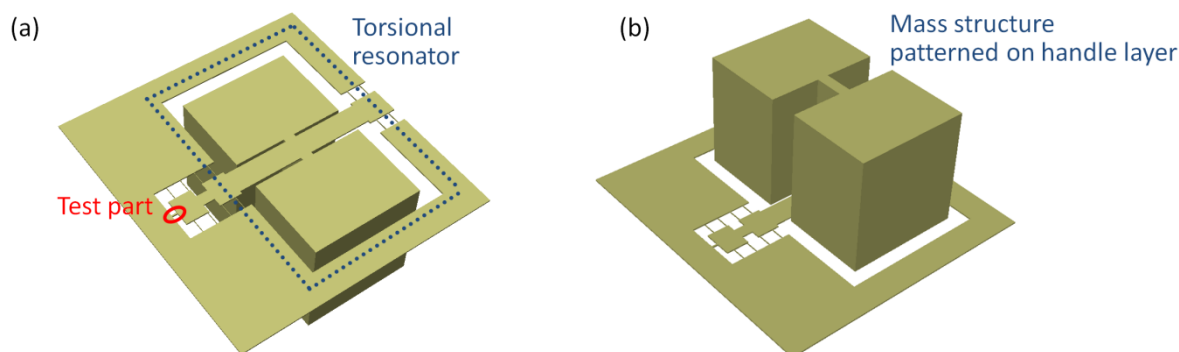 (a)
Torsional
resonator
Test part
(b)
Mass structure
patterned on handle layer